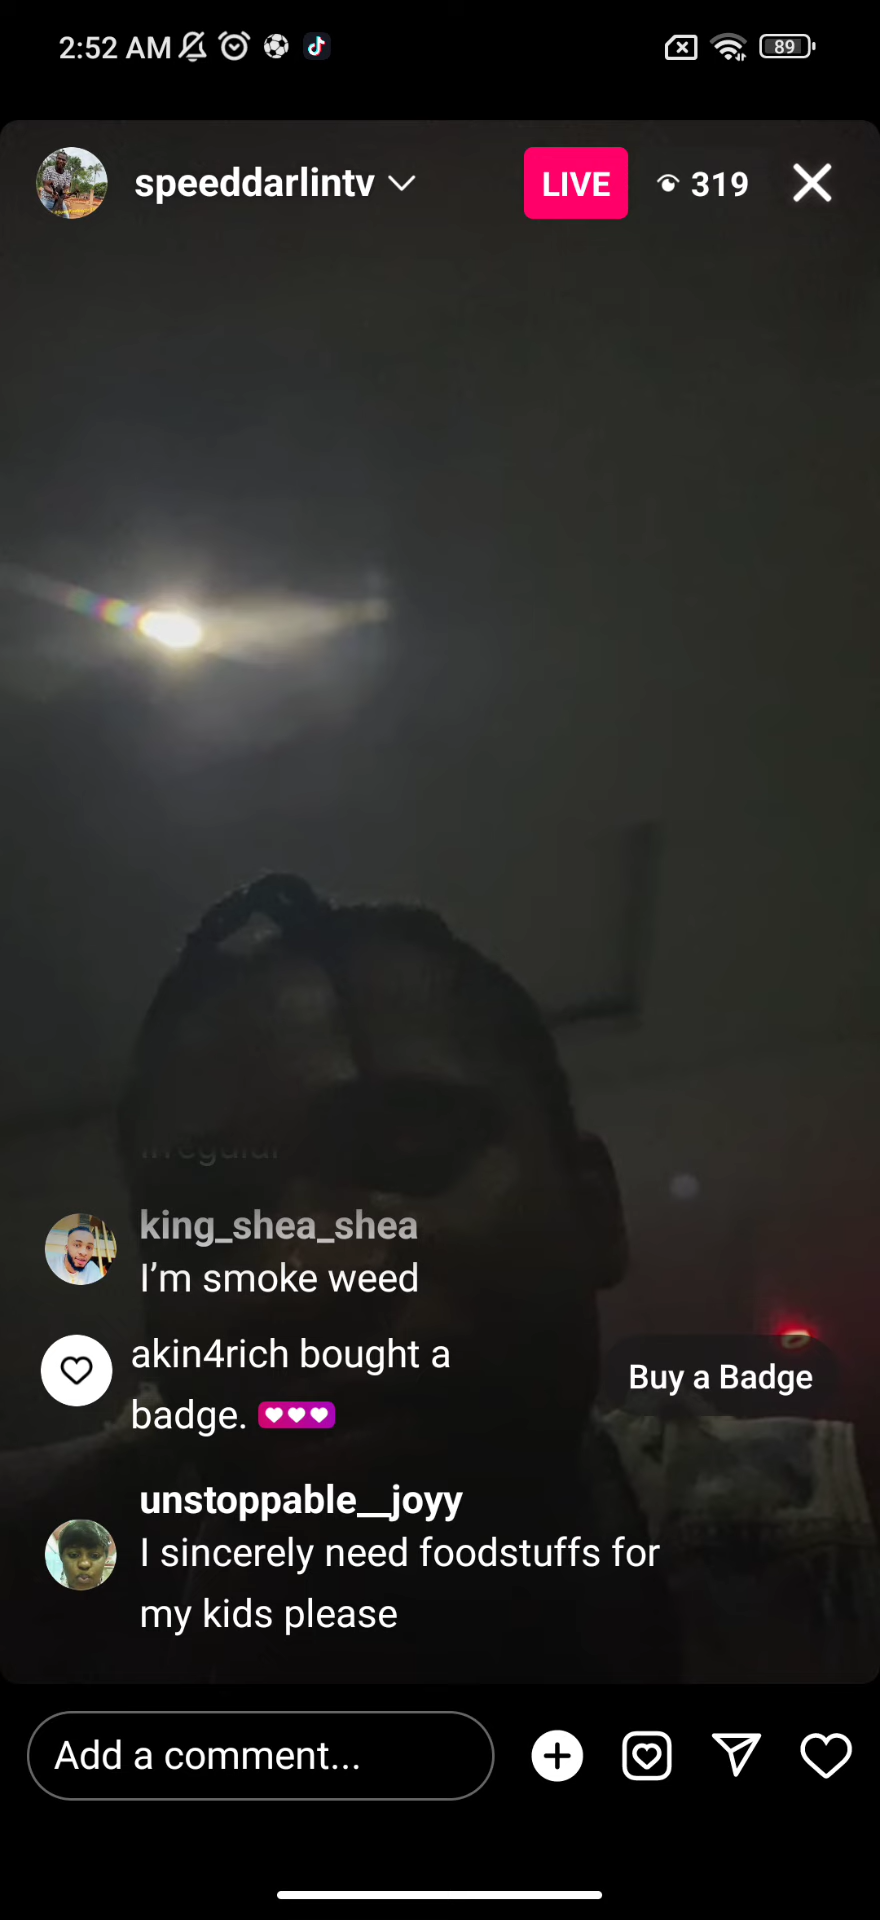 2:52 AM
89
speeddarlintv
LIVE
319
irregular
king_shea_shea
I’m smoke weed
akin4rich bought a
badge.
Buy a Badge
unstoppable__joyy
I sincerely need foodstuffs for
my kids please
Add a comment...